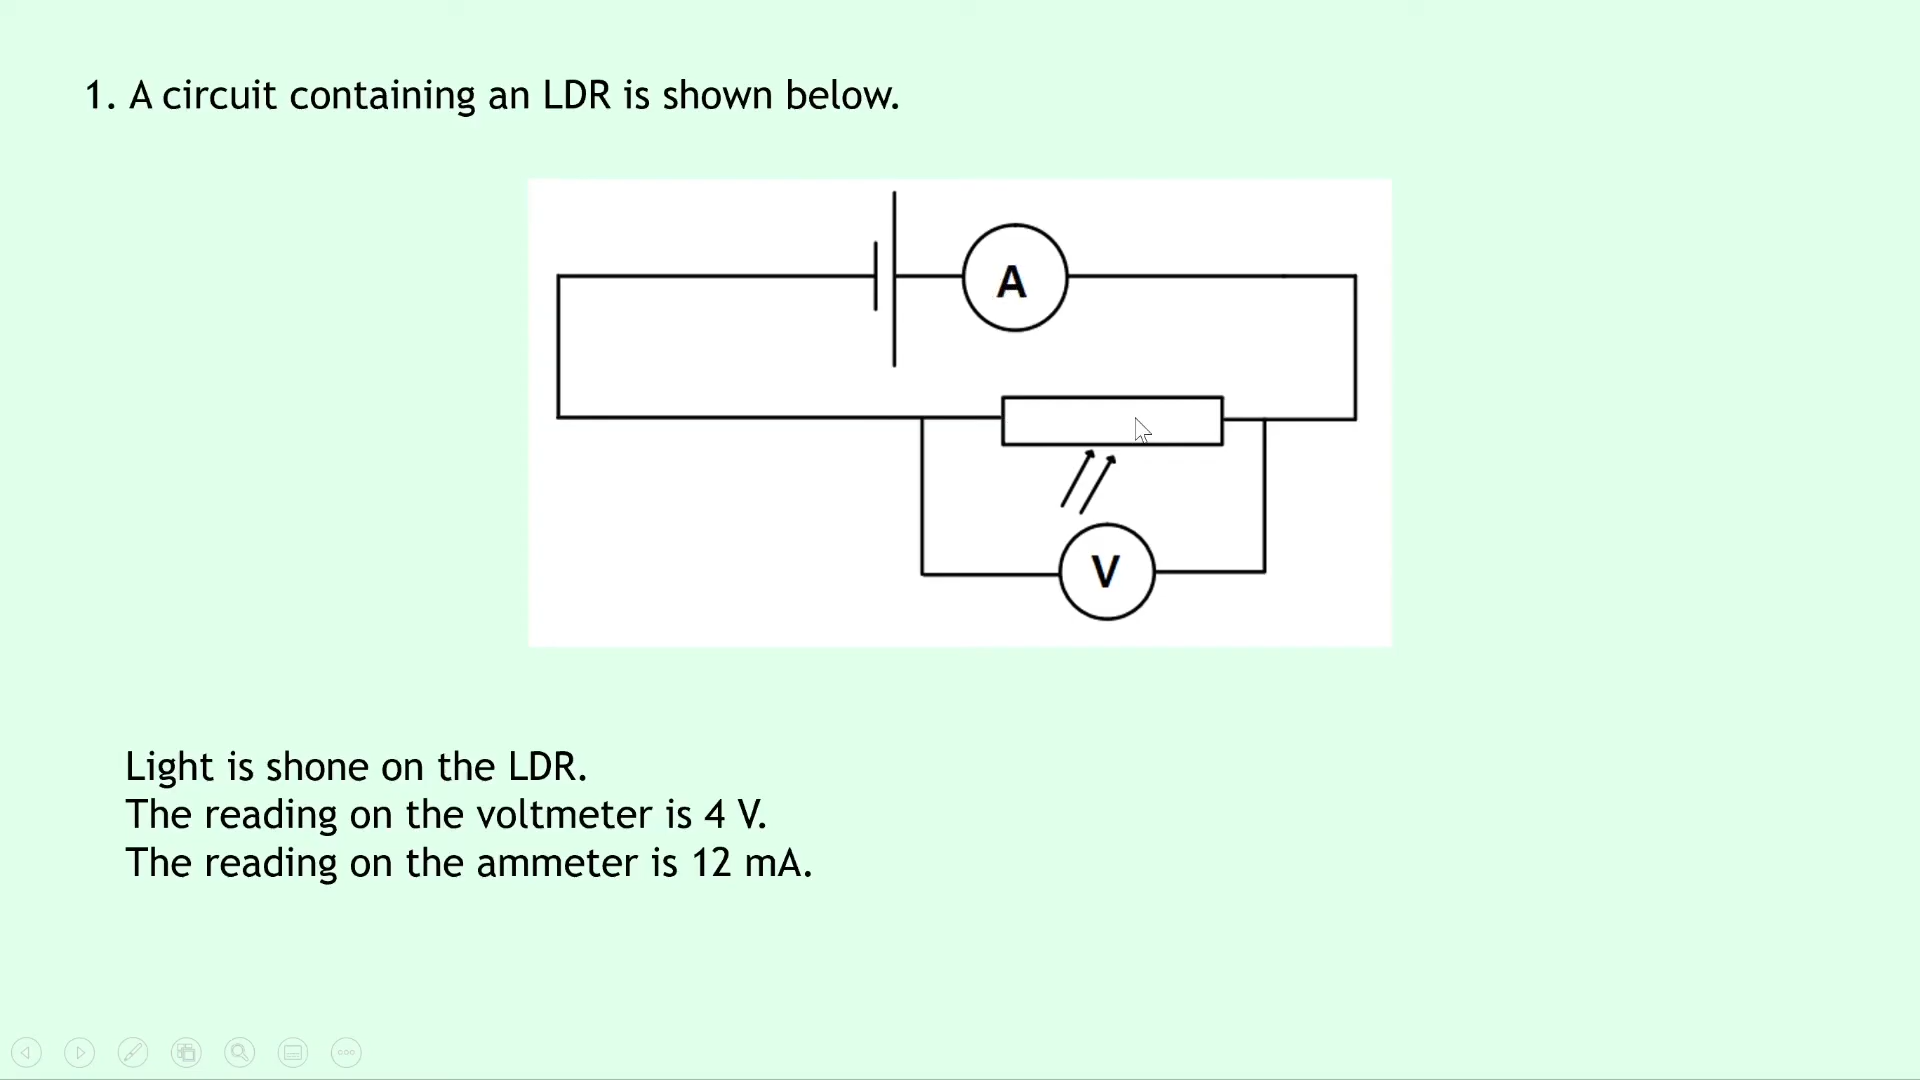 1. A circuit containing an LDR is shown below.
A
V
Light is shone on the LDR.
The reading on the voltmeter is 4 V.
The reading on the ammeter is 12 mA.